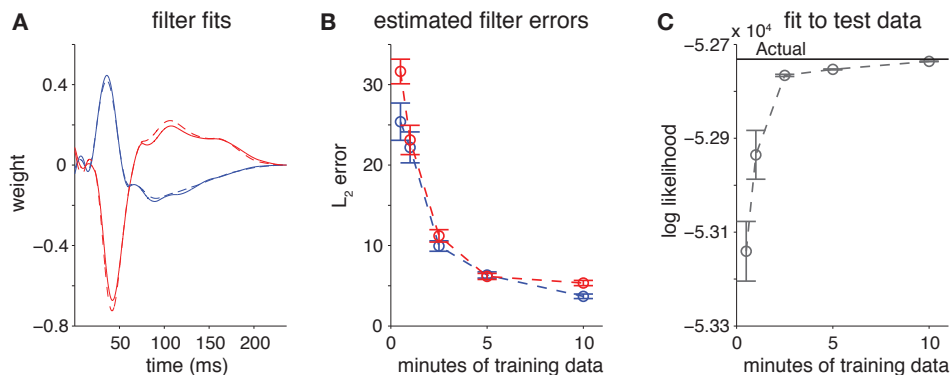 A
filter fits
0.4
0
−0.4
−0.8
weight
50
100
150
200
time (ms)
B
estimated filter errors
30
20
10
0
L2 error
0
5
10
minutes of training data
C
fit to test data
x 10^4
−5.27
Actual
−5.29
−5.31
−5.33
log likelihood
0
5
10
minutes of training data